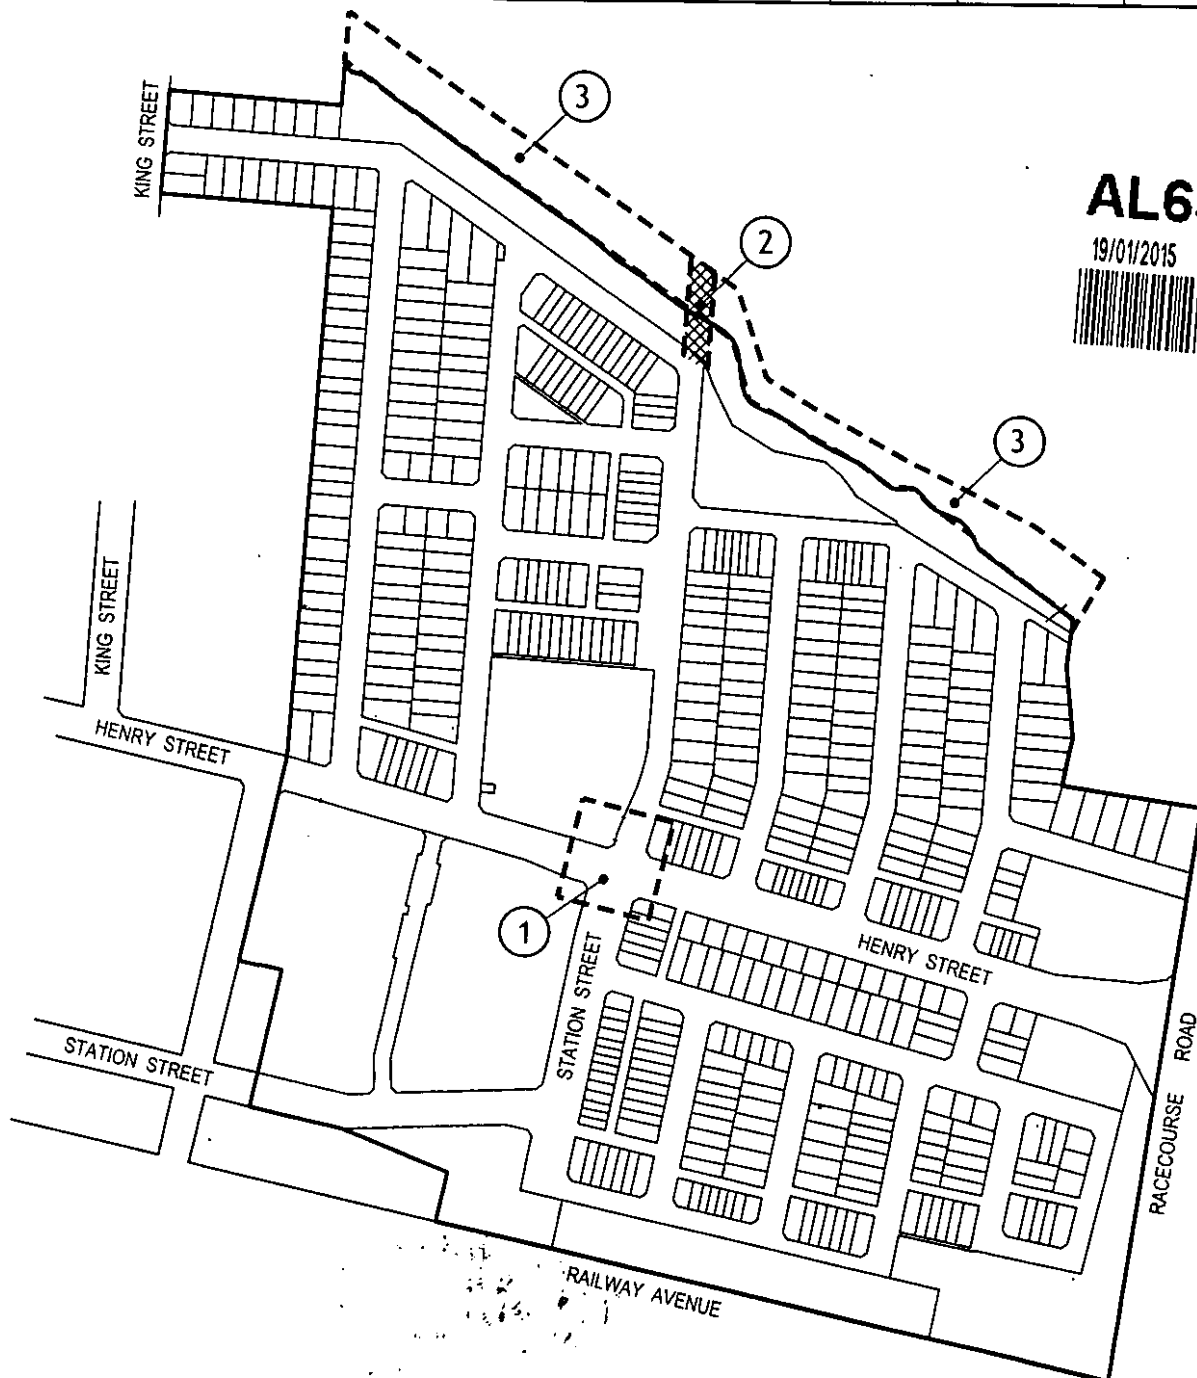 3
KING STREET
AL6
19/01/2015
2
3
KING STREET
HENRY STREET
1
HENRY STREET
STATION STREET
STATION STREET
RACECOURSE ROAD
RAILWAY AVENUE